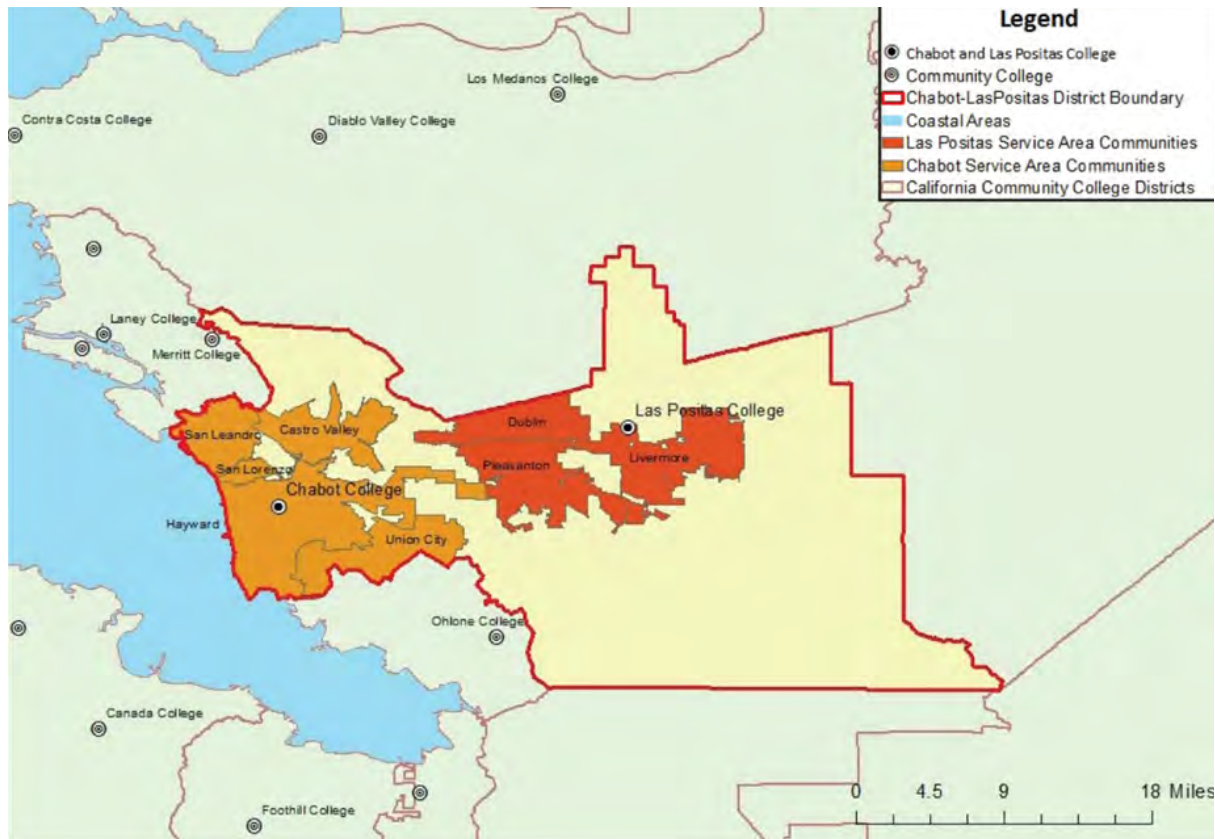 Legend
Chabot and Las Positas College
Community College
Chabot-LasPositas District Boundary
Coastal Areas
Las Positas Service Area Communities
Chabot Service Area Communities
California Community College Districts
Los Medanos College
Contra Costa College
Diablo Valley College
Laney College
Merritt College
San Leandro
Castro Valley
Dublin
Las Positas College
San Lorenzo
Pleasanton
Livermore
Chabot College
Hayward
Union City
Ohlone College
Canada College
Foothill College
0 4.5 9 18 Miles